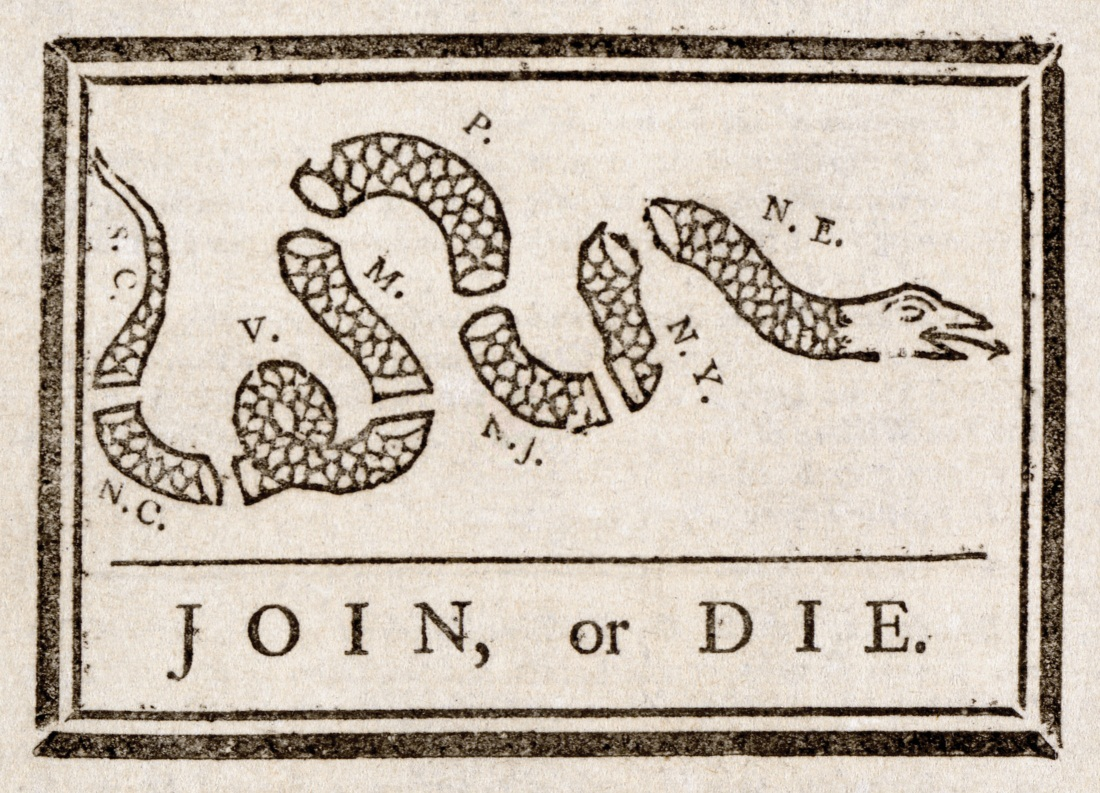 P.
N. E.
S. C.
M.
V.
N. Y.
N. J.
N. C.
JOIN, or DIE.